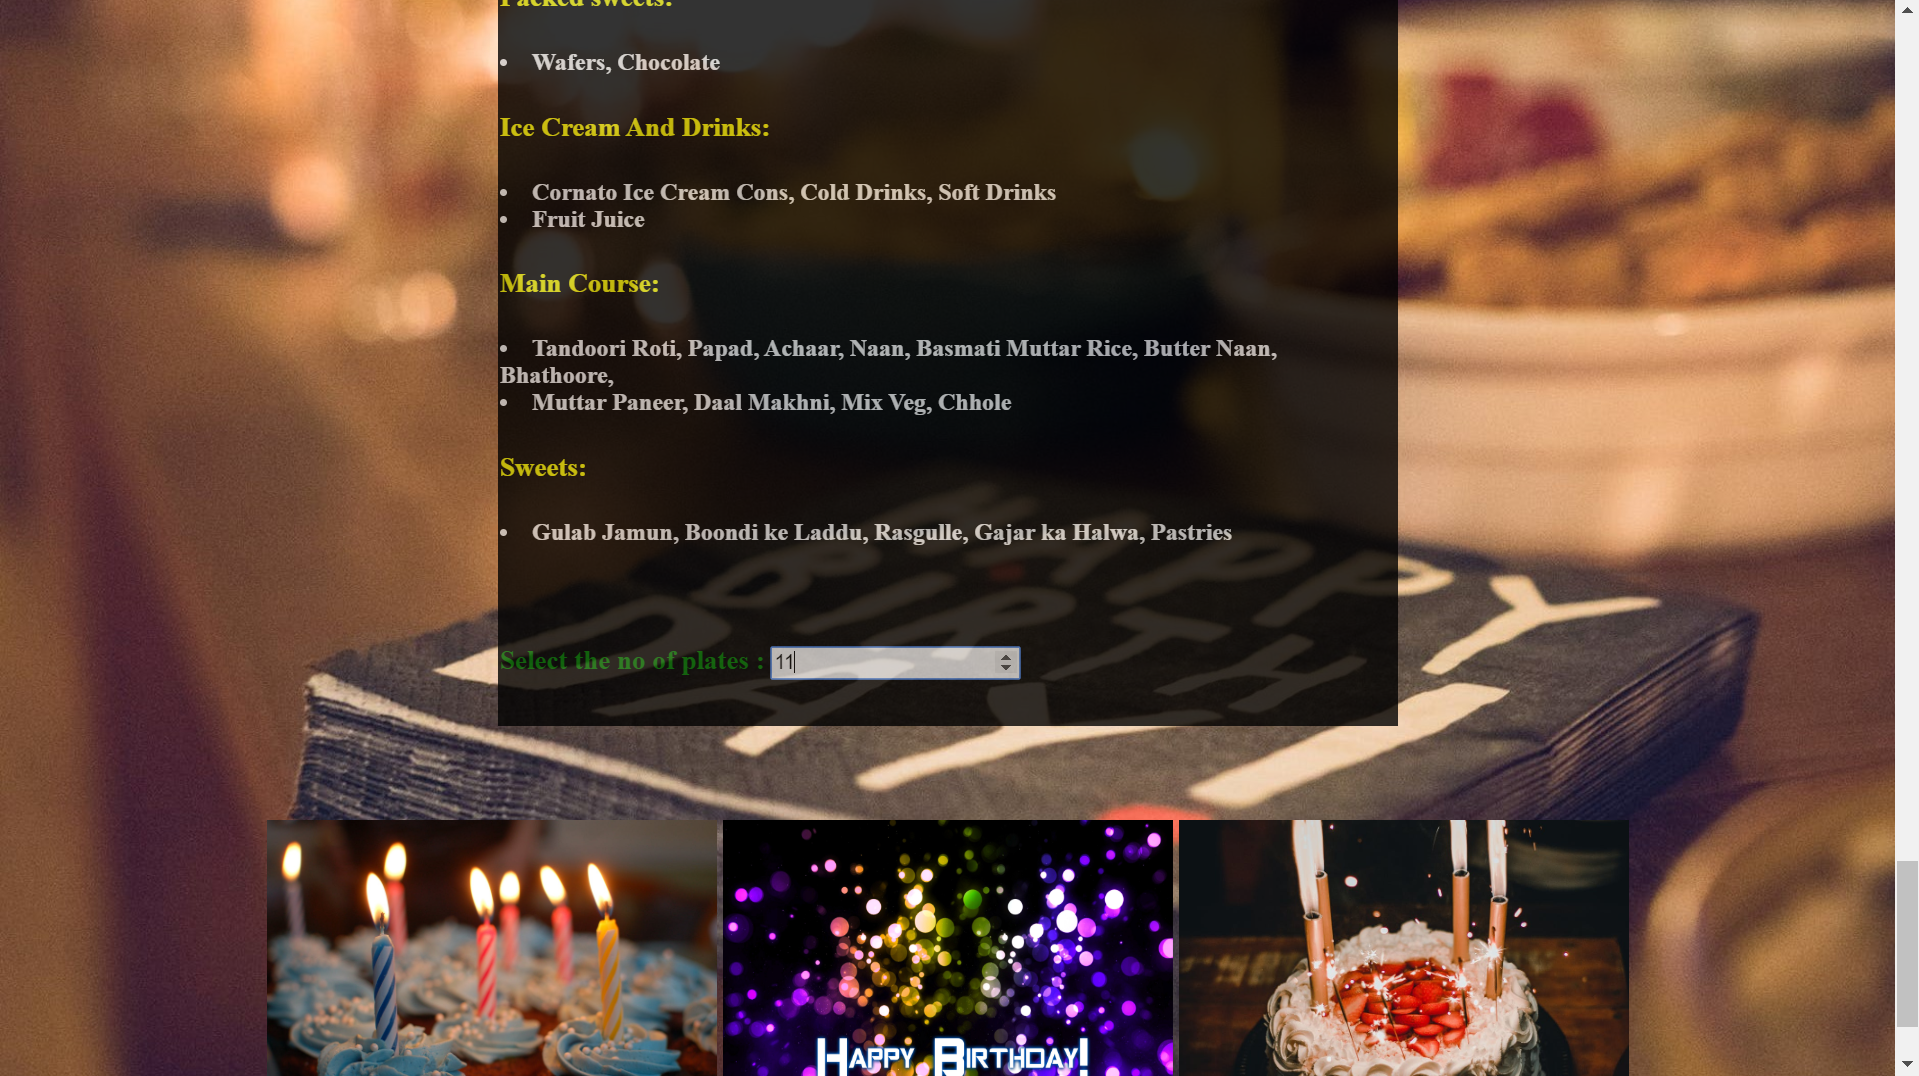 Packed sweets:
• Wafers, Chocolate
Ice Cream And Drinks:
• Cornato Ice Cream Cons, Cold Drinks, Soft Drinks
• Fruit Juice
Main Course:
• Tandoori Roti, Papad, Achaar, Naan, Basmati Muttar Rice, Butter Naan,
Bhathoore,
• Muttar Paneer, Daal Makhni, Mix Veg, Chhole
Sweets:
• Gulab Jamun, Boondi ke Laddu, Rasgulle, Gajar ka Halwa, Pastries
HAPPY
BIRTH
DAY!
Select the no of plates : 11
Happy Birthday!